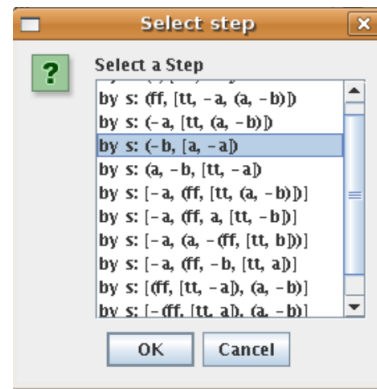 Select step
Select a Step
by s: (ff, [tt, -a, (a, -b)])
by s: (-a, [tt, (a, -b)])
by s: (-b, [a, -a])
by s: (a, -b, [tt, -a])
by s: [-a, (ff, [tt, (a, -b)])]
by s: [-a, (ff, a, [tt, -b])]
by s: [-a, (a, -(ff, [tt, b]))]
by s: [-a, (ff, -b, [tt, a])]
by s: [(ff, [tt, -a]), (a, -b)]
by s: [-(ff, [tt, a]), (a, -b)]
OK Cancel